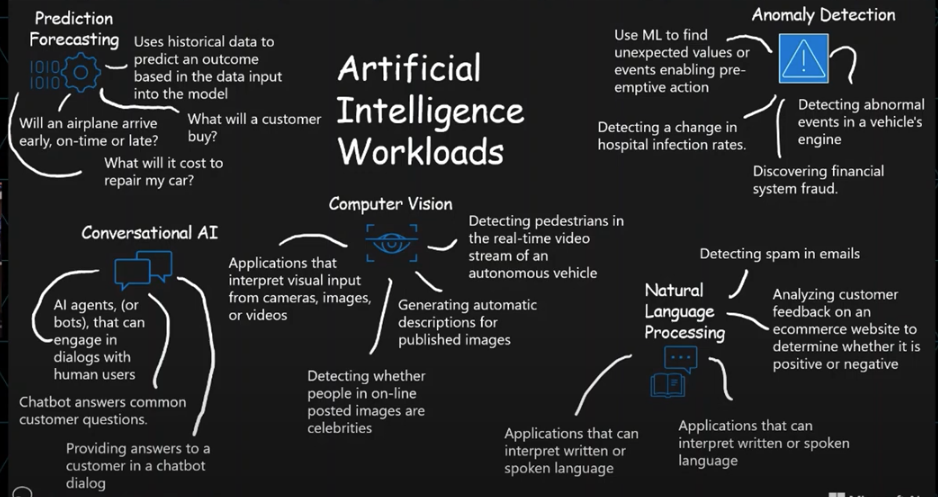 Prediction
Forecasting
Uses historical data to
predict an outcome
based in the data input
into the model
Will an airplane arrive
early, on-time or late?
What will a customer
buy?
What will it cost to
repair my car?
Artificial
Intelligence
Workloads
Anomaly Detection
Use ML to find
unexpected values or
events enabling pre-
emptive action
Detecting abnormal
events in a vehicle's
engine
Detecting a change in
hospital infection rates.
Discovering financial
system fraud.
Conversational AI
AI agents, (or
bots), that can
engage in
dialogs with
human users
Chatbot answers common
customer questions.
Providing answers to a
customer in a chatbot
dialog
Computer Vision
Applications that
interpret visual input
from cameras, images,
or videos
Detecting pedestrians in
the real-time video
stream of an
autonomous vehicle
Generating automatic
descriptions for
published images
Detecting whether
people in on-line
posted images are
celebrities
Natural
Language
Processing
Detecting spam in emails
Analyzing customer
feedback on an
ecommerce website to
determine whether it is
positive or negative
Applications that can
interpret written or
spoken language
Applications that can
interpret written or spoken
language